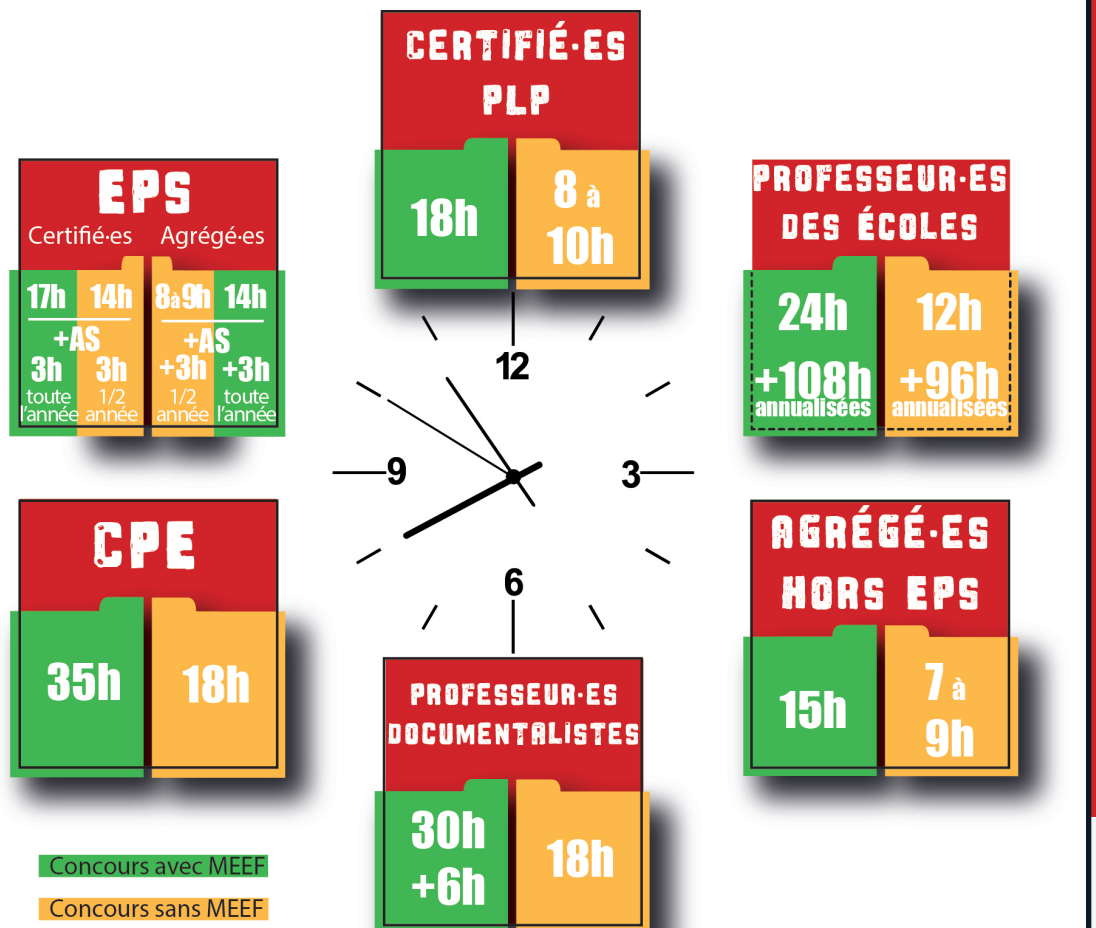 CERTIFIÉ·ES
PLP
18h
8 à
10h
EPS
Certifié·es Agrégé·es
17h 14h 8à9h 14h
+AS +AS
3h 3h +3h +3h
toute 1/2 1/2 toute
l'année année année l'année
PROFESSEUR·ES
DES ÉCOLES
24h 12h
+108h +96h
annualisées annualisées
12
9
3
6
CPE
35h 18h
AGRÉGÉ·ES
HORS EPS
15h
7 à
9h
PROFESSEUR·ES
DOCUMENTALISTES
30h
+6h
18h
Concours avec MEEF
Concours sans MEEF